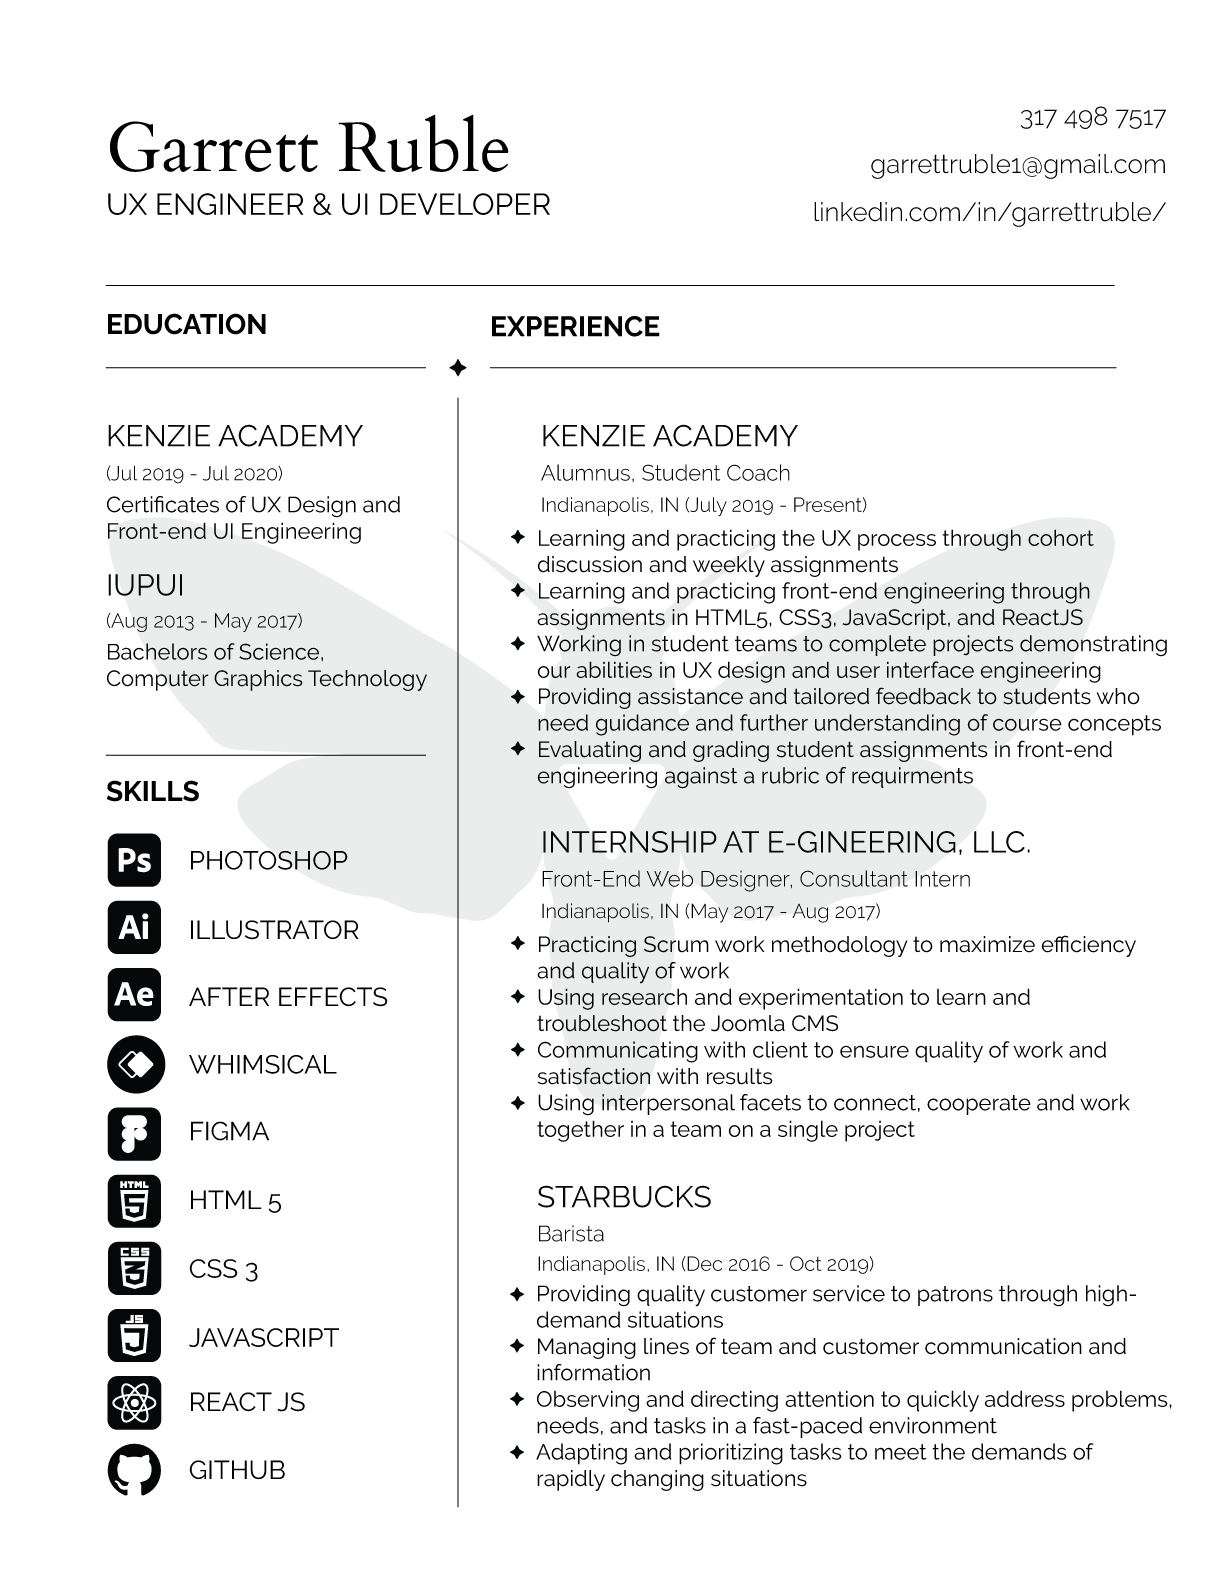 Garrett Ruble
UX ENGINEER & UI DEVELOPER
317 498 7517
garrettruble1@gmail.com
linkedin.com/in/garrettruble/
EDUCATION
KENZIE ACADEMY
(Jul 2019 - Jul 2020)
Certificates of UX Design and
Front-end UI Engineering
IUPUI
(Aug 2013 - May 2017)
Bachelors of Science,
Computer Graphics Technology
SKILLS
Ps PHOTOSHOP
Ai ILLUSTRATOR
Ae AFTER EFFECTS
WHIMSICAL
FIGMA
HTML 5 HTML 5
CSS 3 CSS 3
JS JAVASCRIPT
REACT JS
GITHUB
EXPERIENCE
KENZIE ACADEMY
Alumnus, Student Coach
Indianapolis, IN (July 2019 - Present)
Learning and practicing the UX process through cohort
discussion and weekly assignments
Learning and practicing front-end engineering through
assignments in HTML5, CSS3, JavaScript, and ReactJS
Working in student teams to complete projects demonstrating
our abilities in UX design and user interface engineering
Providing assistance and tailored feedback to students who
need guidance and further understanding of course concepts
Evaluating and grading student assignments in front-end
engineering against a rubric of requirments
INTERNSHIP AT E-GINEERING, LLC.
Front-End Web Designer, Consultant Intern
Indianapolis, IN (May 2017 - Aug 2017)
Practicing Scrum work methodology to maximize efficiency
and quality of work
Using research and experimentation to learn and
troubleshoot the Joomla CMS
Communicating with client to ensure quality of work and
satisfaction with results
Using interpersonal facets to connect, cooperate and work
together in a team on a single project
STARBUCKS
Barista
Indianapolis, IN (Dec 2016 - Oct 2019)
Providing quality customer service to patrons through high-
demand situations
Managing lines of team and customer communication and
information
Observing and directing attention to quickly address problems,
needs, and tasks in a fast-paced environment
Adapting and prioritizing tasks to meet the demands of
rapidly changing situations